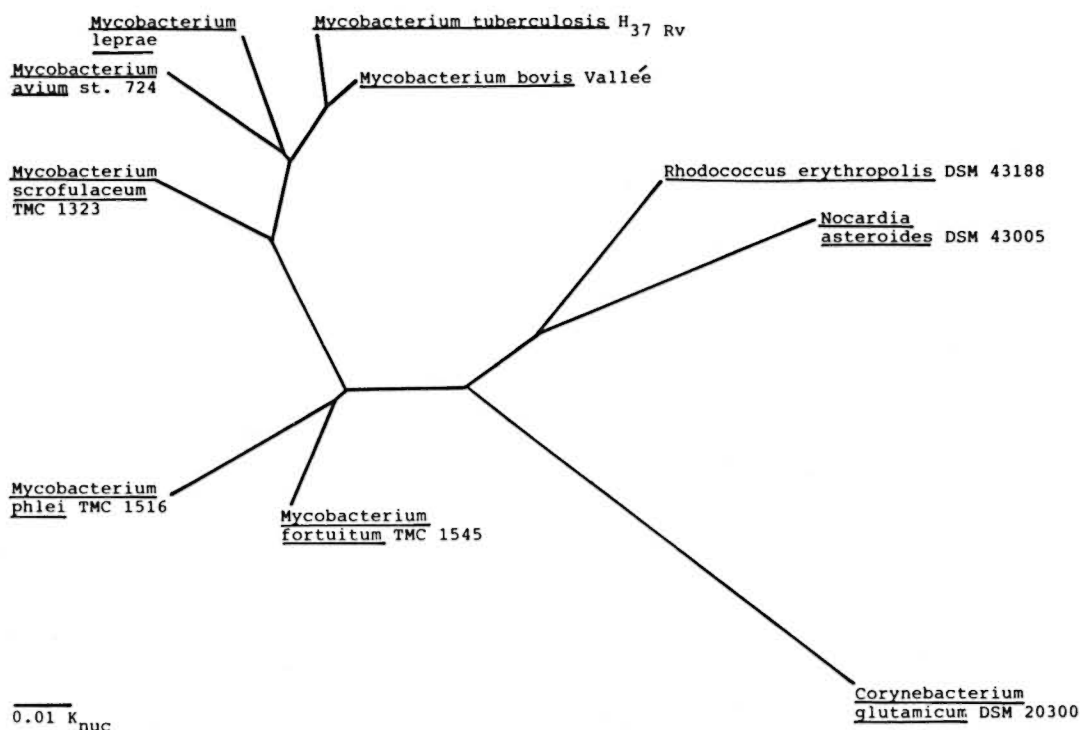 Mycobacterium
leprae
Mycobacterium tuberculosis H37 Rv
Mycobacterium
avium st. 724
Mycobacterium bovis Valleé
Mycobacterium
scrofulaceum
TMC 1323
Rhodococcus erythropolis DSM 43188
Nocardia
asteroides DSM 43005
Mycobacterium
phlei TMC 1516
Mycobacterium
fortuitum TMC 1545
Corynebacterium
glutamicum DSM 20300
0.01 Knuc